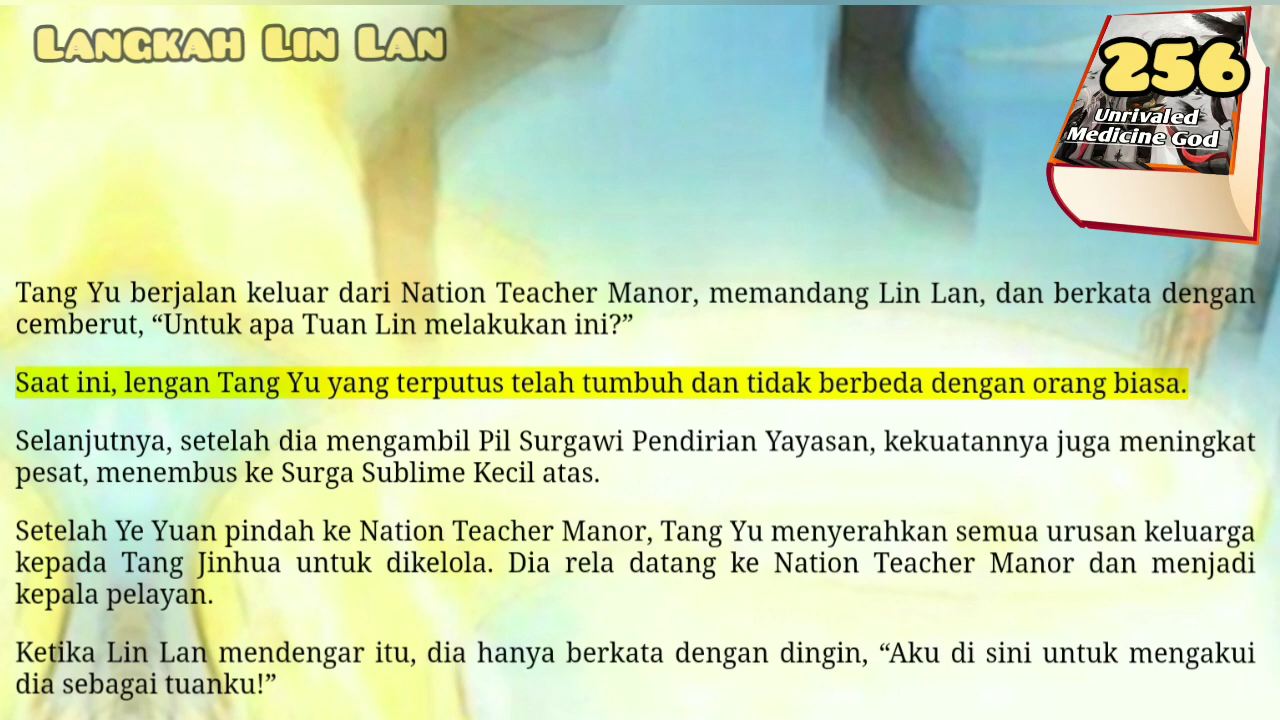 Langkah Lin Lan
256
Unrivaled
Medicine God
Tang Yu berjalan keluar dari Nation Teacher Manor, memandang Lin Lan, dan berkata dengan
cemberut, “Untuk apa Tuan Lin melakukan ini?”
Saat ini, lengan Tang Yu yang terputus telah tumbuh dan tidak berbeda dengan orang biasa.
Selanjutnya, setelah dia mengambil Pil Surgawi Pendirian Yayasan, kekuatannya juga meningkat
pesat, menembus ke Surga Sublime Kecil atas.
Setelah Ye Yuan pindah ke Nation Teacher Manor, Tang Yu menyerahkan semua urusan keluarga
kepada Tang Jinhua untuk dikelola. Dia rela datang ke Nation Teacher Manor dan menjadi
kepala pelayan.
Ketika Lin Lan mendengar itu, dia hanya berkata dengan dingin, “Aku di sini untuk mengakui
dia sebagai tuanku!”